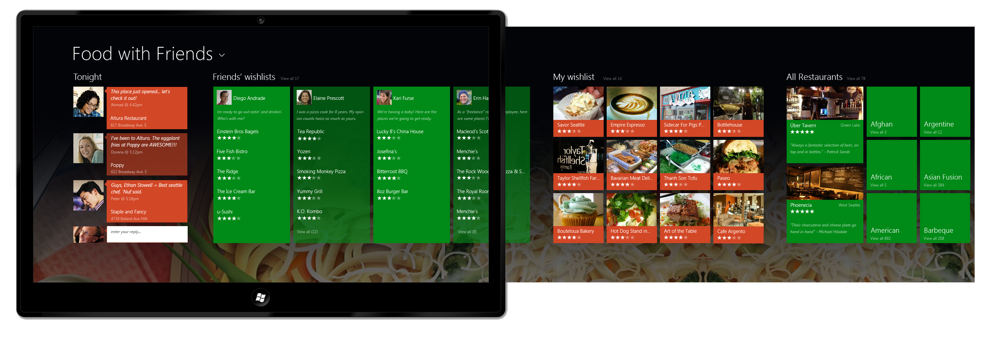 Food with Friends
Tonight
This place just opened... let's
check it out!
Ahmad @ 4:42pm
Altura Restaurant
617 Broadway Ave. E
I've been to Altura. The eggplant
fries at Poppy are AWESOME!!!
Dorena @ 5:12pm
Poppy
622 Broadway Ave. E
Guys, Ethan Stowell = Best seattle
chef. 'Nuf said.
Peter @ 5:18pm
Staple and Fancy
4739 Ballard Ave NW
enter your reply...
Friends' wishlists View all 17
Diego Andrade
Im ready to go out eatin' and drinkin'.
Who's with me?
Einstein Bros Bagels
Five Fish Bistro
The Ridge
The Ice Cream Bar
u-Sushi
Elaine Prescott
I was a pizza cook for 8 years. My opin-
ion counts twice as much as yours.
Tea Republic
Yozen
Smoking Monkey Pizza
Yummy Grill
K.O. Kombo
View all (12)
Kari Furse
We're having a baby! Here are the
places we're going to get ready.
Lucky 8's China House
Josefina's
Bitterroot BBQ
8oz Burger Bar
Erin Ha
As a "freelance" ployee, here
are some places
Macleod's Scot
Menchie's
The Rock Wood zza & S...
The Royal Room
Menchie's
View all (8)
My wishlist View all 14
Savor Seattle
Empire Espresso
Sidecar For Pigs P...
Bottlehouse
Taylor
Shellfish
Farms
Taylor Shellfish Far...
Bavarian Meat Deli...
Thanh Son Tofu
Paseo
Bouteloua Bakery
Hot Dog Stand in...
Art of the Table
Cafe Argento
All Restaurants View all 78
Über Tavern Green Lake
"Always a fantastic selection of beer, on
tap and in bottles." - Patrick Sands
Phoenecia West Seattle
"Their charcuterie and cheese plate go
hand in hand" - Michael Hilsdale
Afghan
View all 3
Argentine
View all 12
African
View all 5
Asian Fusion
View all 384
American
View all 892
Barbeque
View all 208